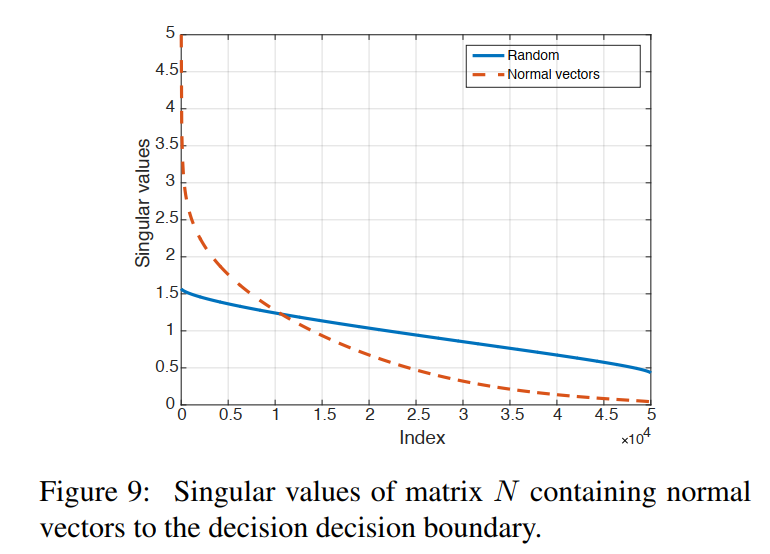 5
4.5
4
3.5
3
2.5
2
1.5
1
0.5
0
Singular values
Random
Normal vectors
0 0.5 1 1.5 2 2.5 3 3.5 4 4.5 5
Index
×10⁴
Figure 9: Singular values of matrix N containing normal
vectors to the decision decision boundary.